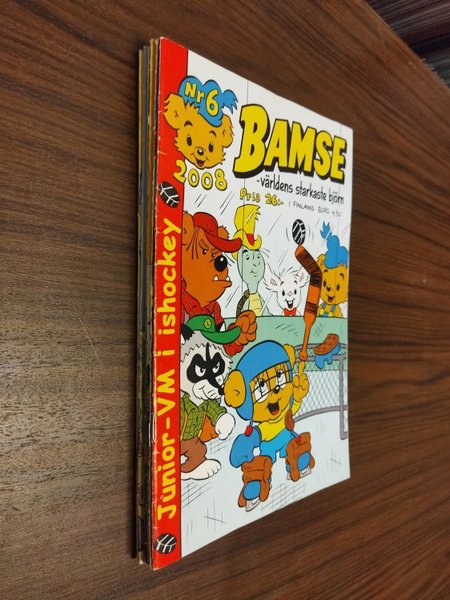 Nr 6
2008
BAMSE
-världens starkaste björn
Pris 26:-
I FINLAND EURO 4.50
Junior-VM i ishockey